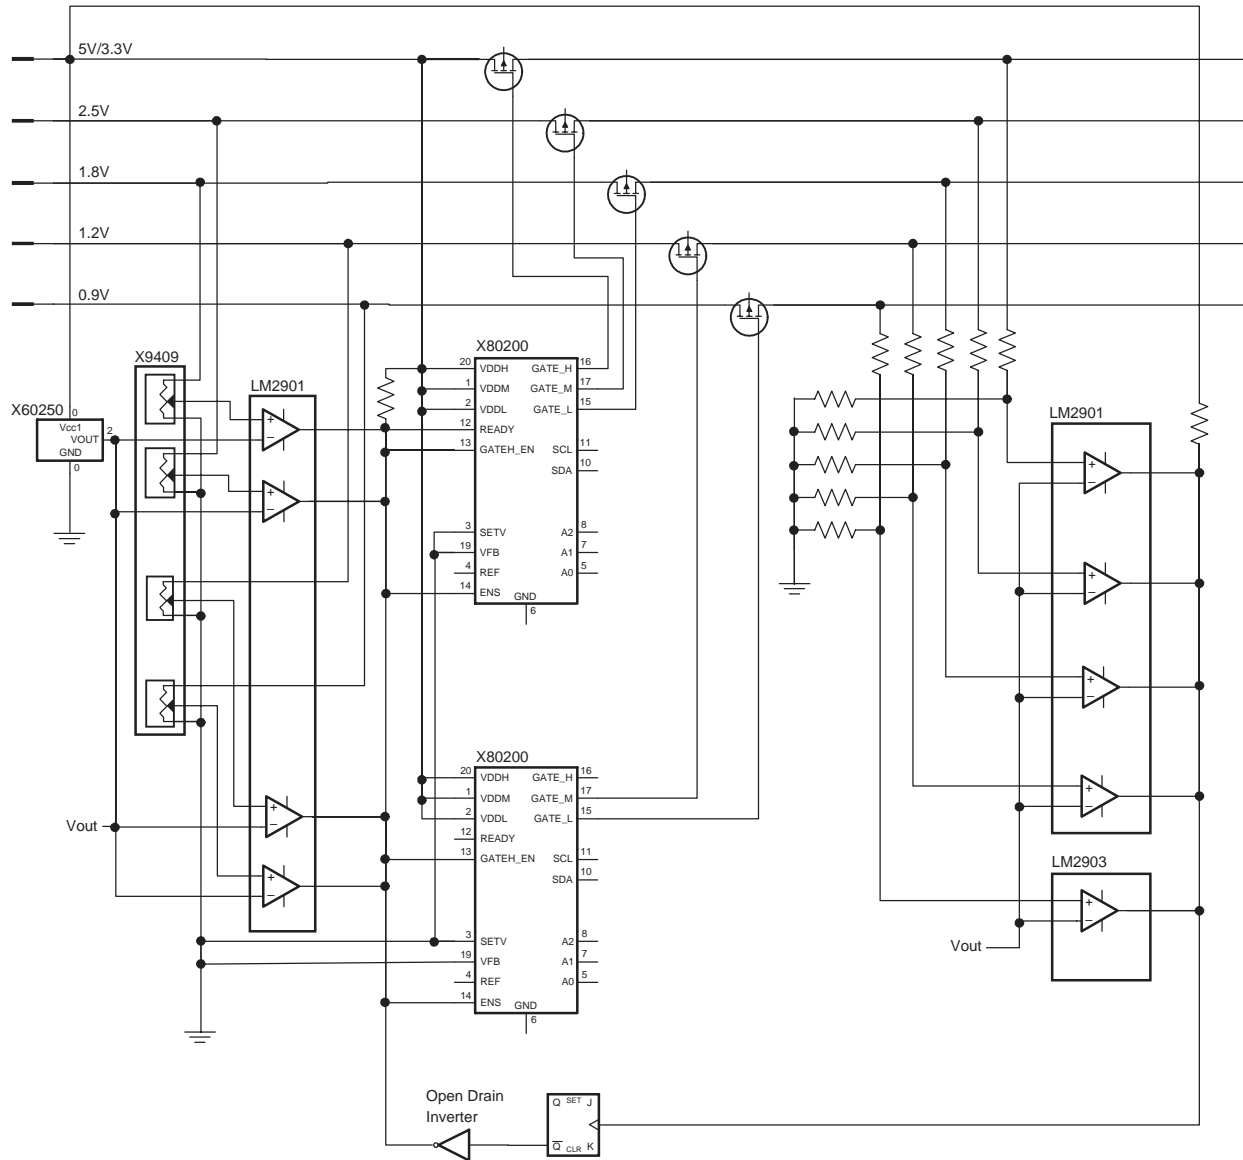 5V/3.3V
2.5V
1.8V
1.2V
0.9V
X9409
X60250
0
Vcc1
VOUT
2
GND
0
LM2901
X80200
20 VDDH GATE_H 16
1 VDDM GATE_M 17
2 VDDL GATE_L 15
12 READY
13 GATEH_EN SCL 11
SDA 10
3 SETV A2 8
19 VFB A1 7
4 REF A0 5
14 ENS GND
6
+
−
+
−
+
−
+
−
Vout
X80200
20 VDDH GATE_H 16
1 VDDM GATE_M 17
2 VDDL GATE_L 15
12 READY
13 GATEH_EN SCL 11
SDA 10
3 SETV A2 8
19 VFB A1 7
4 REF A0 5
14 ENS GND
6
LM2901
+
−
+
−
+
−
+
−
LM2903
+
−
Vout
Open Drain
Inverter
Q SET J
Q CLR K